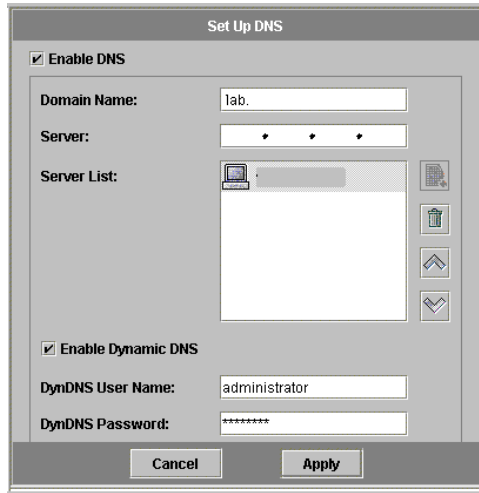 Set Up DNS
Enable DNS
Domain Name: lab.
Server: . . .
Server List:
Enable Dynamic DNS
DynDNS User Name: administrator
DynDNS Password: ********
Cancel Apply